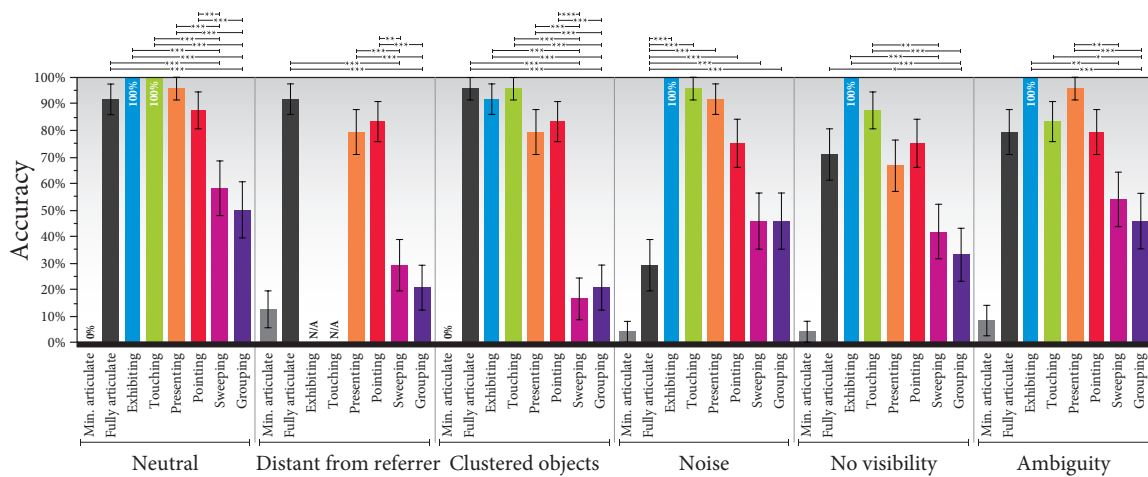 Accuracy
100%
90%
80%
70%
60%
50%
40%
30%
20%
10%
0%
*** *** *** *** *** *** *** *** *** ***
0%
100%
100%
Min. articulate
Fully articulate
Exhibiting
Touching
Presenting
Pointing
Sweeping
Grouping
Neutral
N/A
N/A
Min. articulate
Fully articulate
Exhibiting
Touching
Presenting
Pointing
Sweeping
Grouping
Distant from referrer
0%
Min. articulate
Fully articulate
Exhibiting
Touching
Presenting
Pointing
Sweeping
Grouping
Clustered objects
100%
Min. articulate
Fully articulate
Exhibiting
Touching
Presenting
Pointing
Sweeping
Grouping
Noise
100%
Min. articulate
Fully articulate
Exhibiting
Touching
Presenting
Pointing
Sweeping
Grouping
No visibility
100%
Min. articulate
Fully articulate
Exhibiting
Touching
Presenting
Pointing
Sweeping
Grouping
Ambiguity